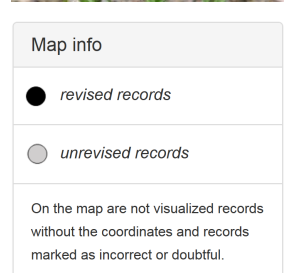 Map info
revised records
unrevised records
On the map are not visualized records
without the coordinates and records
marked as incorrect or doubtful.